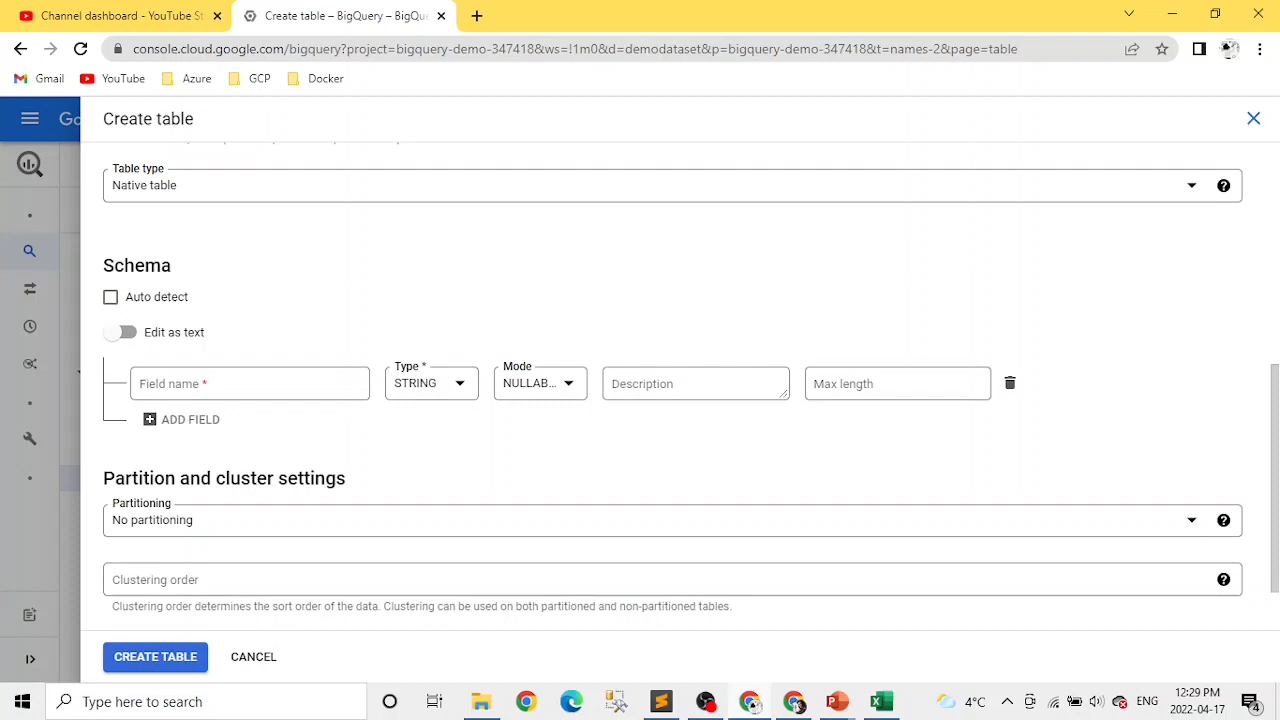 Channel dashboard - YouTube St
Create table – BigQuery – BigQu
console.cloud.google.com/bigquery?project=bigquery-demo-347418&ws=!1m0&d=demodataset&p=bigquery-demo-347418&t=names-2&page=table
Gmail
YouTube
Azure
GCP
Docker
Go
Create table
Table type
Native table
Schema
Auto detect
Edit as text
Field name *
Type *
STRING
Mode
NULLAB...
Description
Max length
ADD FIELD
Partition and cluster settings
Partitioning
No partitioning
Clustering order
Clustering order determines the sort order of the data. Clustering can be used on both partitioned and non-partitioned tables.
CREATE TABLE
CANCEL
Type here to search
4°C
ENG
12:29 PM
2022-04-17
4